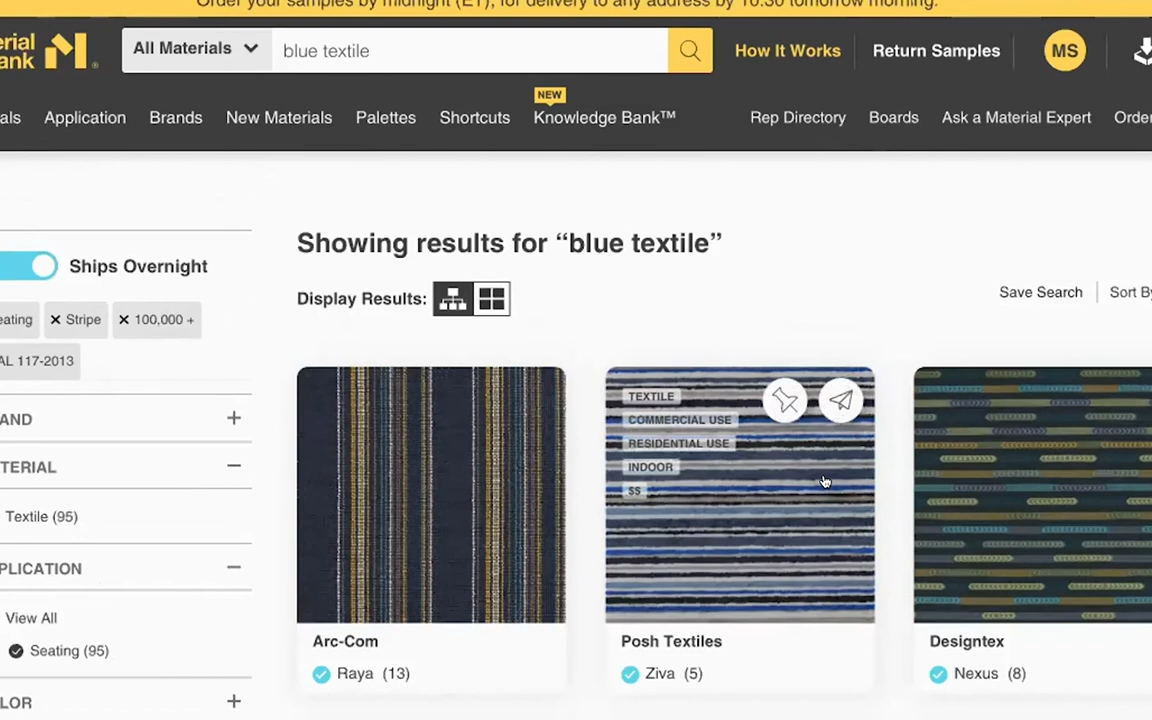 Order your samples by midnight (ET), for delivery to any address by 10:30 tomorrow morning.
erial
ank
All Materials
blue textile
How It Works
Return Samples
MS
als
Application
Brands
New Materials
Palettes
Shortcuts
NEW
Knowledge Bank™
Rep Directory
Boards
Ask a Material Expert
Order
Showing results for “blue textile”
Ships Overnight
Display Results:
Save Search
Sort By
eating
Stripe
100,000 +
AL 117-2013
AND
TERIAL
Textile (95)
PLICATION
View All
Seating (95)
LOR
TEXTILE
COMMERCIAL USE
RESIDENTIAL USE
INDOOR
$$
Arc-Com
Raya (13)
Posh Textiles
Ziva (5)
Designtex
Nexus (8)